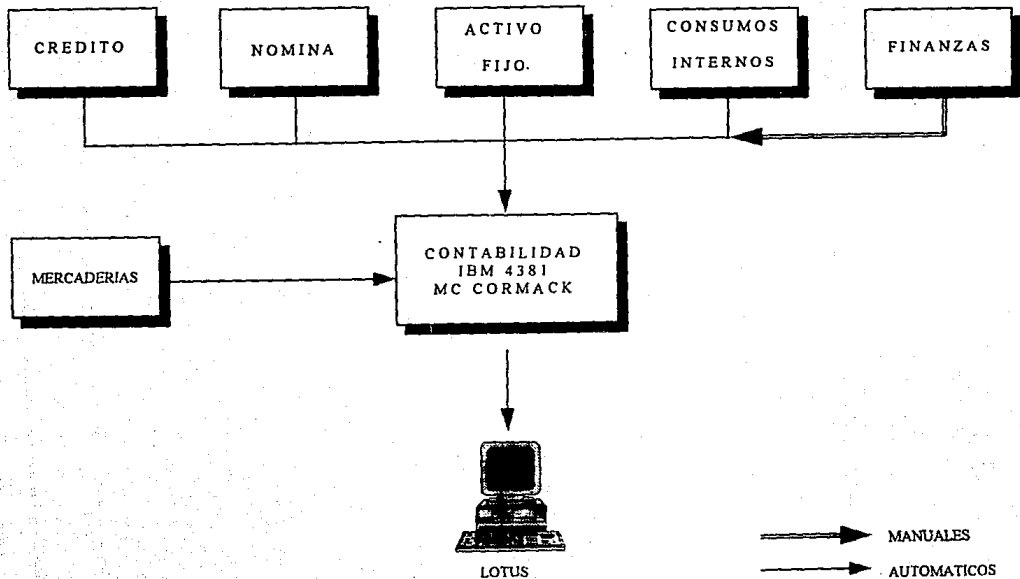 CREDITO
NOMINA
ACTIVO
FIJO.
CONSUMOS
INTERNOS
FINANZAS
MERCADERIAS
CONTABILIDAD
IBM 4381
MC CORMACK
LOTUS
MANUALES
AUTOMATICOS